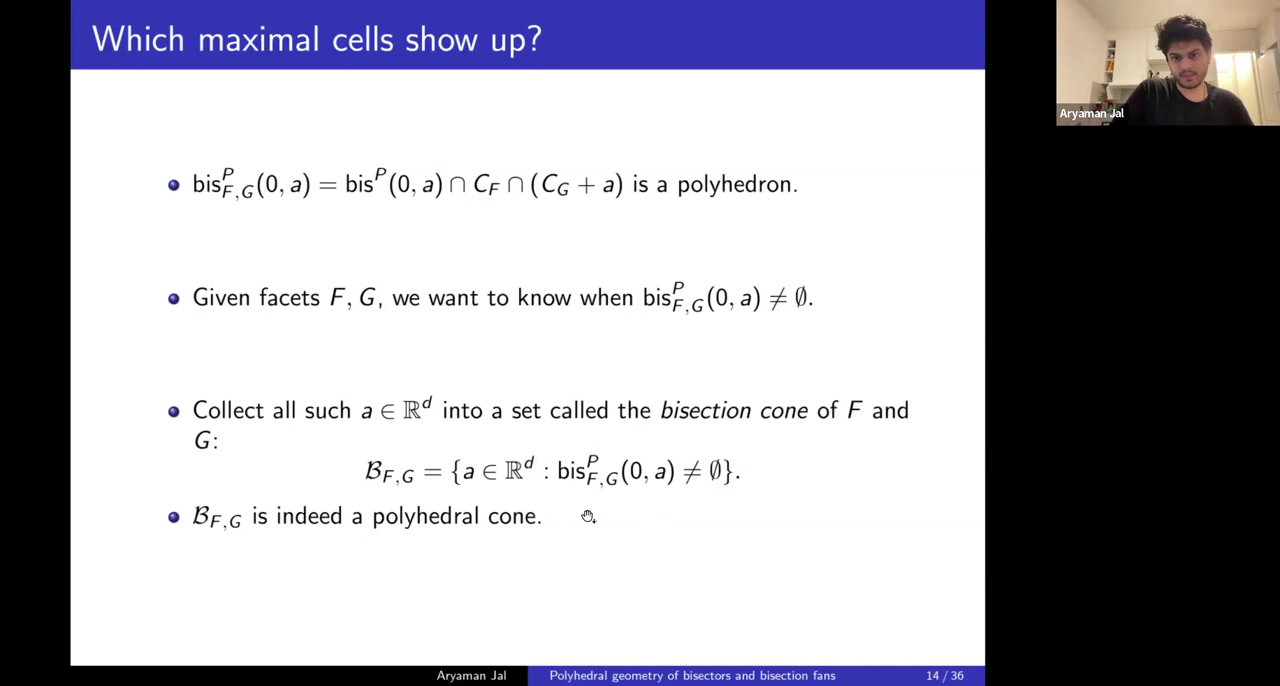 Which maximal cells show up?
Aryaman Jal
• bis^P_{F,G}(0, a) = bis^P(0, a) ∩ C_F ∩ (C_G + a) is a polyhedron.
• Given facets F, G, we want to know when bis^P_{F,G}(0, a) ≠ ∅.
• Collect all such a ∈ ℝ^d into a set called the bisection cone of F and
G:
ℬ_{F,G} = {a ∈ ℝ^d : bis^P_{F,G}(0, a) ≠ ∅}.
• ℬ_{F,G} is indeed a polyhedral cone.
Aryaman Jal Polyhedral geometry of bisectors and bisection fans 14 / 36